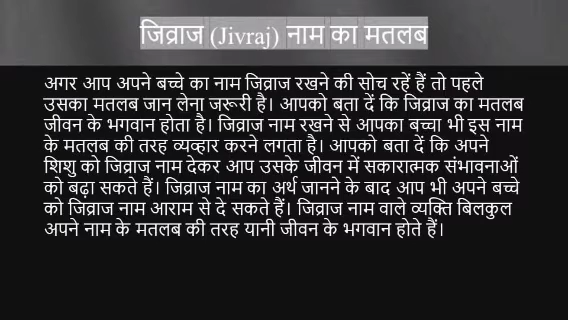 जिव्राज (Jivraj) नाम का मतलब
अगर आप अपने बच्चे का नाम जिव्राज रखने की सोच रहें हैं तो पहले
उसका मतलब जान लेना जरूरी है। आपको बता दें कि जिव्राज का मतलब
जीवन के भगवान होता है। जिव्राज नाम रखने से आपका बच्चा भी इस नाम
के मतलब की तरह व्यव्हार करने लगता है। आपको बता दें कि अपने
शिशु को जिव्राज नाम देकर आप उसके जीवन में सकारात्मक संभावनाओं
को बढ़ा सकते हैं। जिव्राज नाम का अर्थ जानने के बाद आप भी अपने बच्चे
को जिव्राज नाम आराम से दे सकते हैं। जिव्राज नाम वाले व्यक्ति बिलकुल
अपने नाम के मतलब की तरह यानी जीवन के भगवान होते हैं।